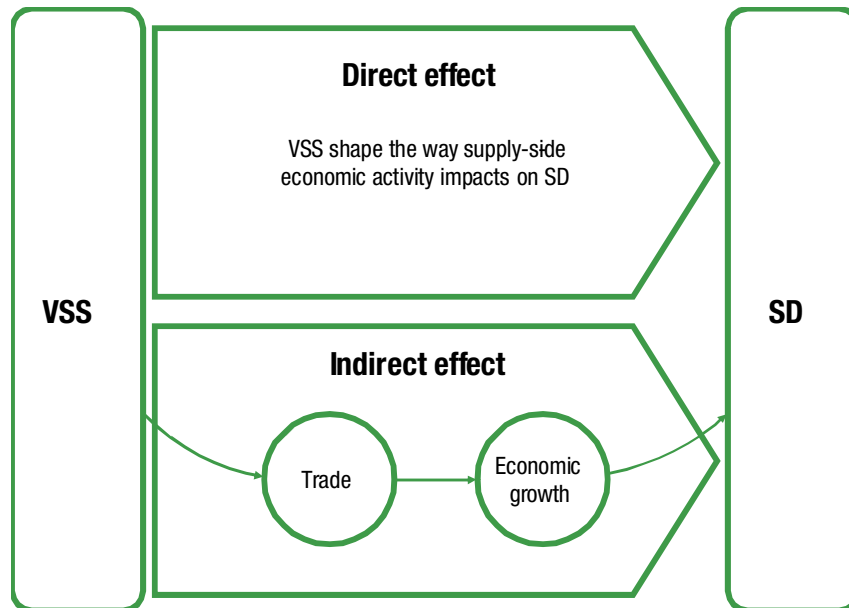 VSS
Direct effect
VSS shape the way supply-side
economic activity impacts on SD
Indirect effect
Trade
Economic
growth
SD